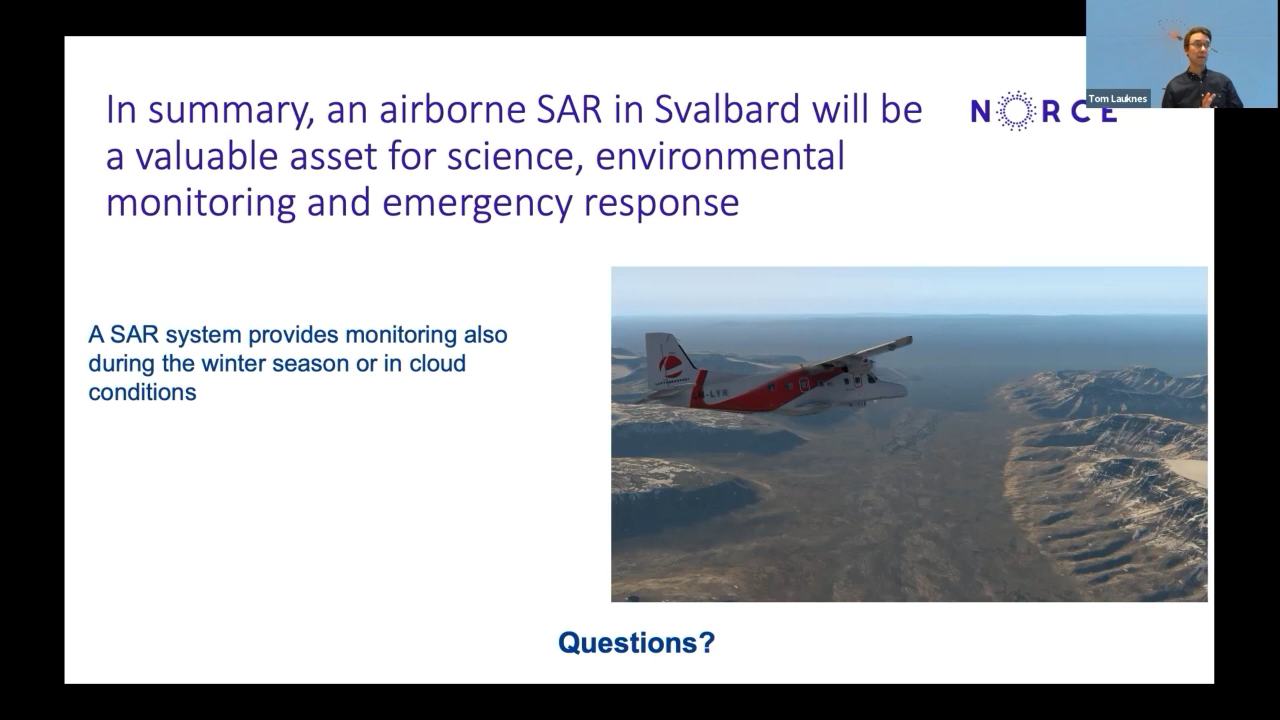 In summary, an airborne SAR in Svalbard will be
a valuable asset for science, environmental
monitoring and emergency response
NORCE
Tom Lauknes
A SAR system provides monitoring also
during the winter season or in cloud
conditions
Questions?